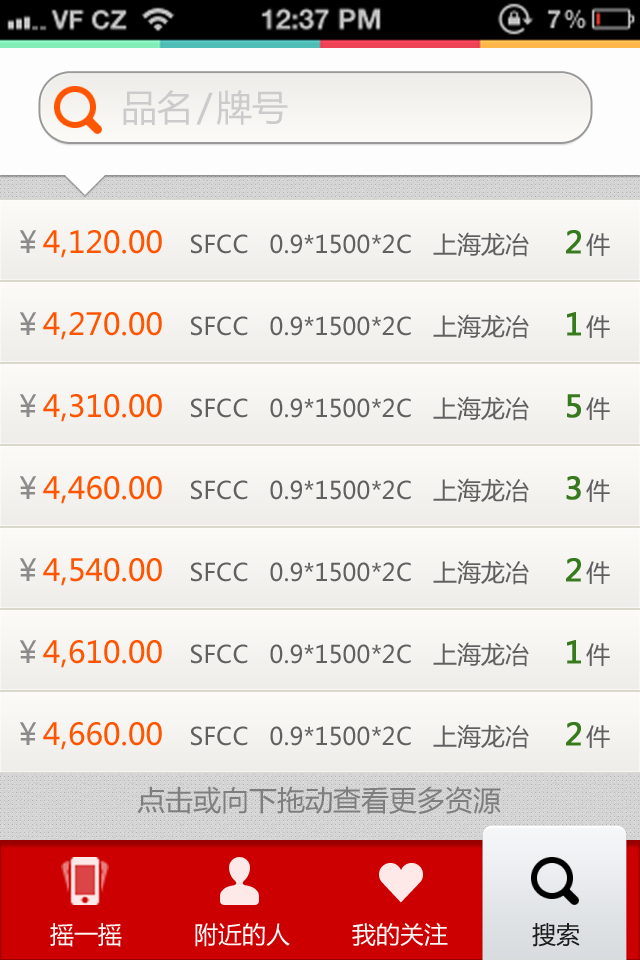 VF CZ 12:37 PM 7%
品名/牌号
¥ 4,120.00 SFCC 0.9*1500*2C 上海龙冶 2件
¥ 4,270.00 SFCC 0.9*1500*2C 上海龙冶 1件
¥ 4,310.00 SFCC 0.9*1500*2C 上海龙冶 5件
¥ 4,460.00 SFCC 0.9*1500*2C 上海龙冶 3件
¥ 4,540.00 SFCC 0.9*1500*2C 上海龙冶 2件
¥ 4,610.00 SFCC 0.9*1500*2C 上海龙冶 1件
¥ 4,660.00 SFCC 0.9*1500*2C 上海龙冶 2件
点击或向下拖动查看更多资源
摇一摇 附近的人 我的关注 搜索